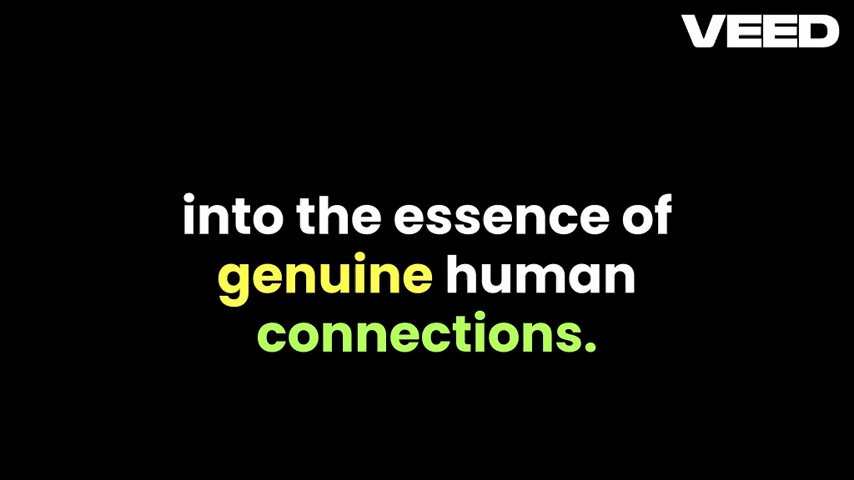 VEED
into the essence of
genuine human
connections.